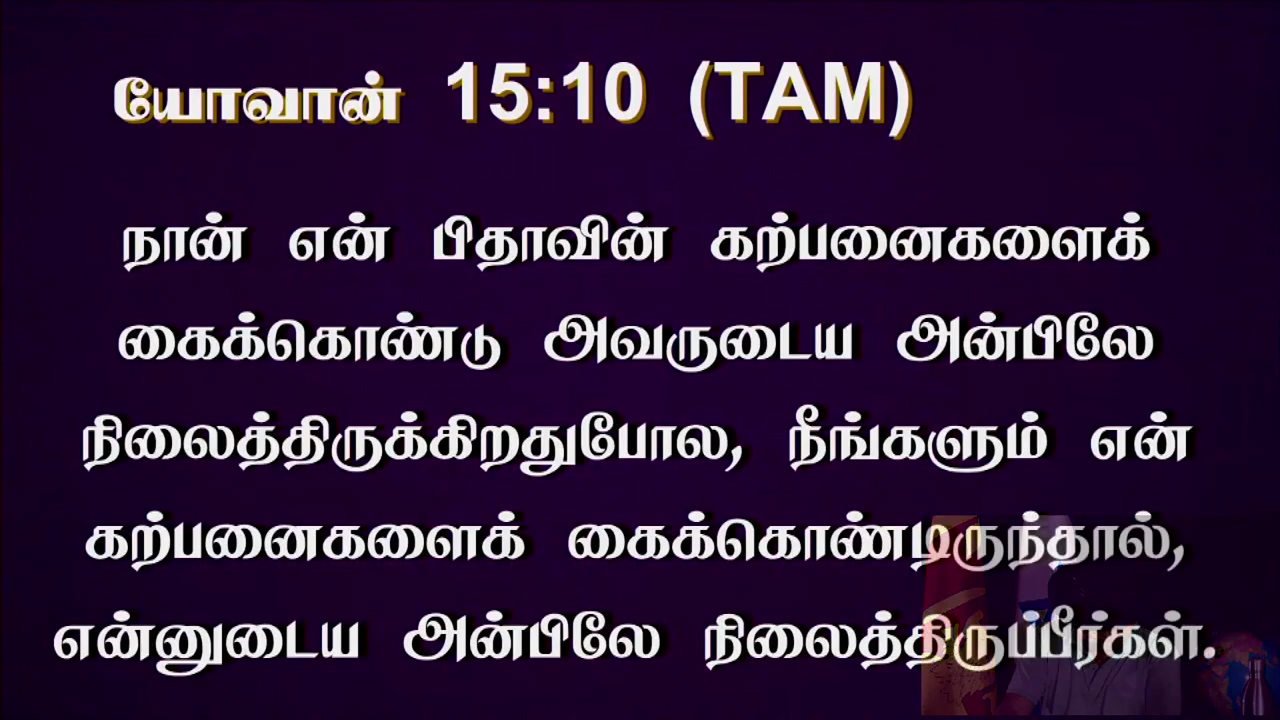 யோவான் 15:10 (TAM)
நான் என் பிதாவின் கற்பனைகளைக்
கைக்கொண்டு அவருடைய அன்பிலே
நிலைத்திருக்கிறதுபோல, நீங்களும் என்
கற்பனைகளைக் கைக்கொண்டிருந்தால்,
என்னுடைய அன்பிலே நிலைத்திருப்பீர்கள்.